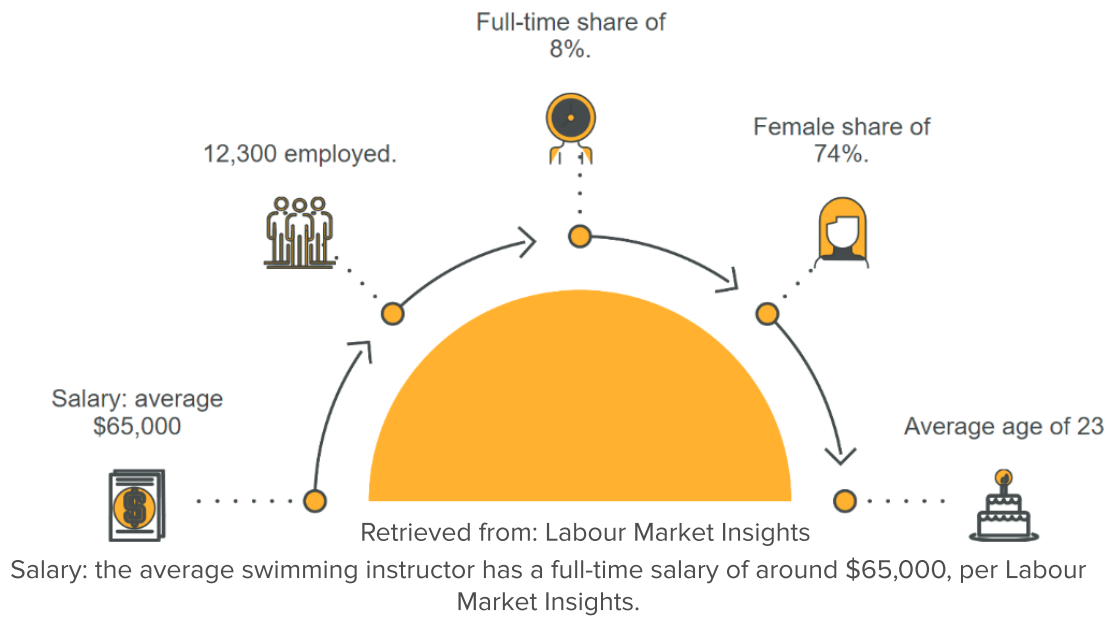 Full-time share of
8%.
Female share of
74%.
12,300 employed.
Salary: average
$65,000
Average age of 23
$
Retrieved from: Labour Market Insights
Salary: the average swimming instructor has a full-time salary of around $65,000, per Labour
Market Insights.